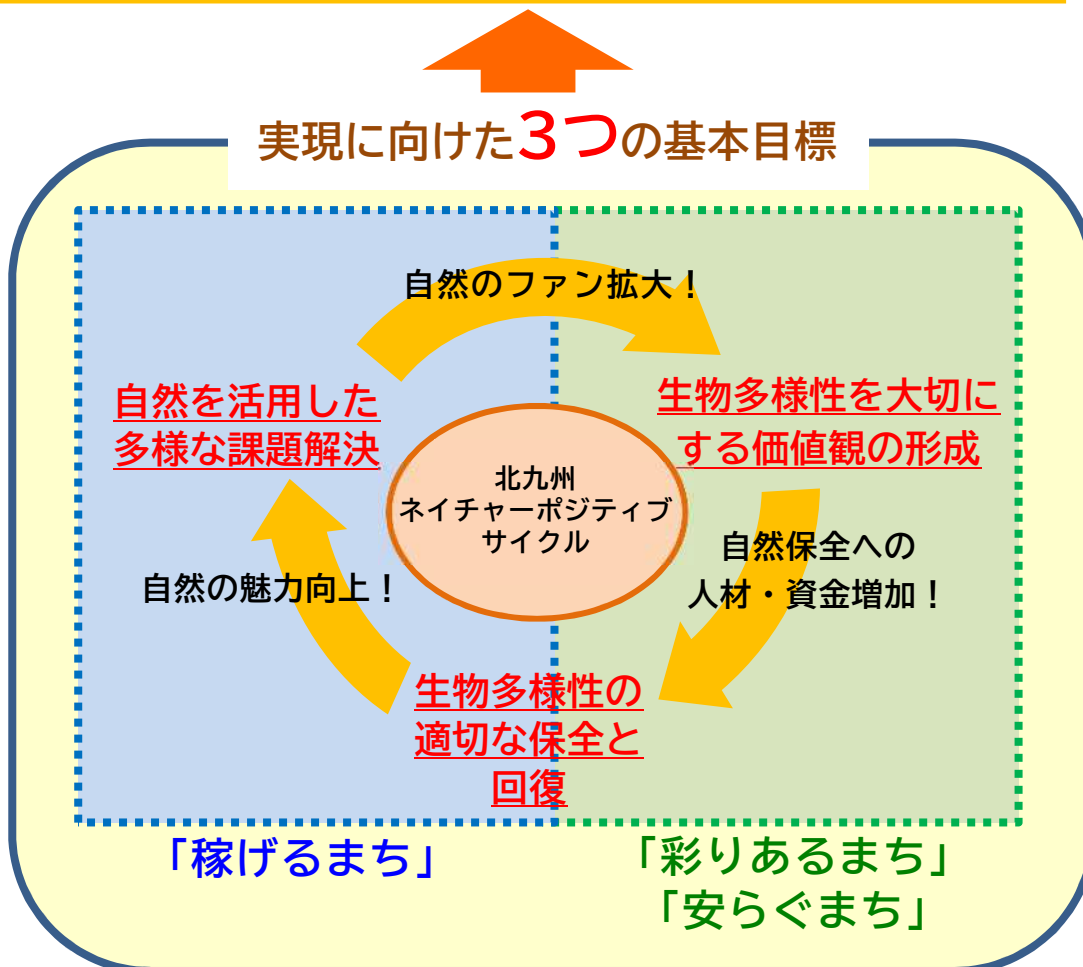 実現に向けた3つの基本目標
自然のファン拡大！
自然を活用した
多様な課題解決
生物多様性を大切に
する価値観の形成
北九州
ネイチャーポジティブ
サイクル
自然保全への
人材・資金増加！
自然の魅力向上！
生物多様性の
適切な保全と
回復
「稼げるまち」
「彩りあるまち」
「安らぐまち」